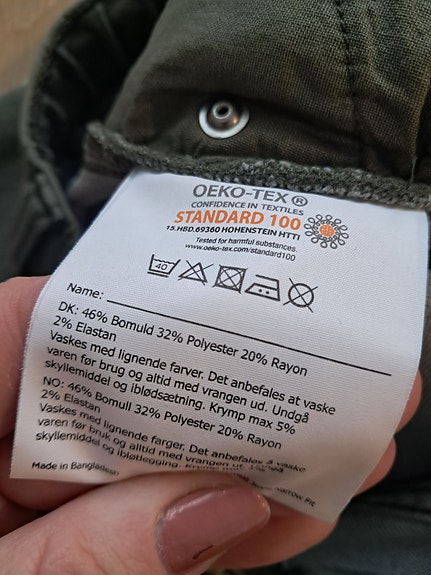 OEKO-TEX ®
CONFIDENCE IN TEXTILES
STANDARD 100
15.HBD.69360 HOHENSTEIN HTTI
Tested for harmful substances.
www.oeko-tex.com/standard100
40
Name:
DK: 46% Bomuld 32% Polyester 20% Rayon
2% Elastan
Vaskes med lignende farver. Det anbefales at vaske
varen før brug og altid med vrangen ud. Undgå
skyllemiddel og iblødsætning. Krymp max 5%
NO: 46% Bomull 32% Polyester 20% Rayon
2% Elastan
Vaskes med lignende farger. Det anbefales å vaske
varen før bruk og alltid med vrangen ut.
skyllemiddel og ibløtlegging.
Made in Bangladesh